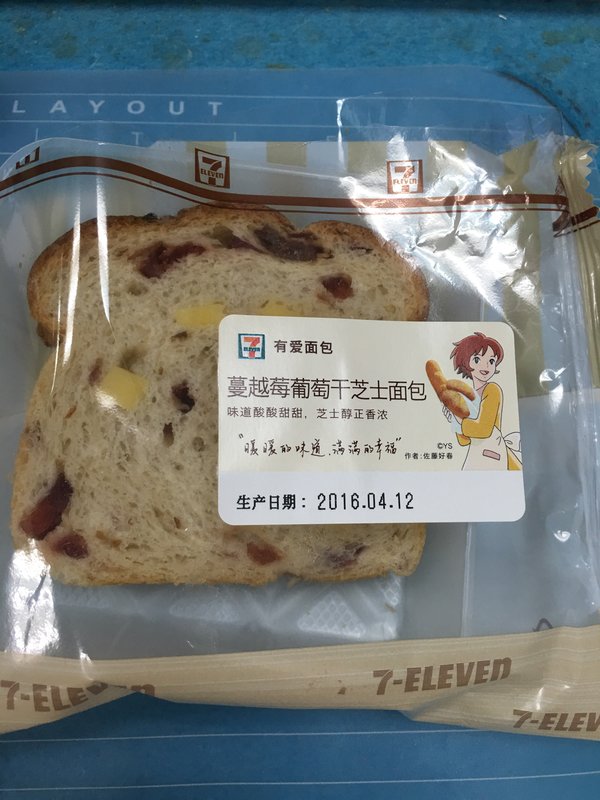 LAYOUT
7
ELEVEN
7
ELEVEN
7
ELEVEN
有爱面包
蔓越莓葡萄干芝士面包
味道酸酸甜甜，芝士醇正香浓
“暖暖的味道，满满的幸福”
©YS
作者：佐藤好春
生产日期： 2016.04.12
7-ELEVEn
7-ELEVEn
7-ELEVEn